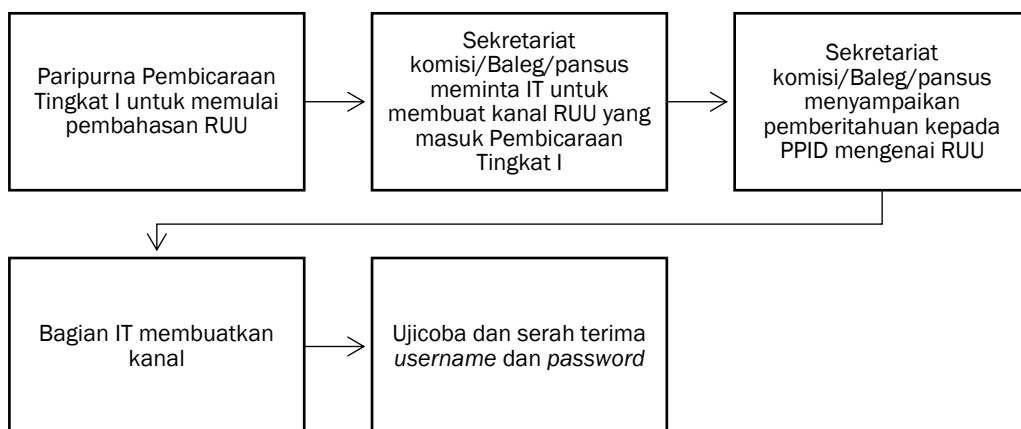 Paripurna Pembicaraan
Tingkat I untuk memulai
pembahasan RUU
Sekretariat
komisi/Baleg/pansus
meminta IT untuk
membuat kanal RUU yang
masuk Pembicaraan
Tingkat I
Sekretariat
komisi/Baleg/pansus
menyampaikan
pemberitahuan kepada
PPID mengenai RUU
Bagian IT membuatkan
kanal
Ujicoba dan serah terima
username dan password